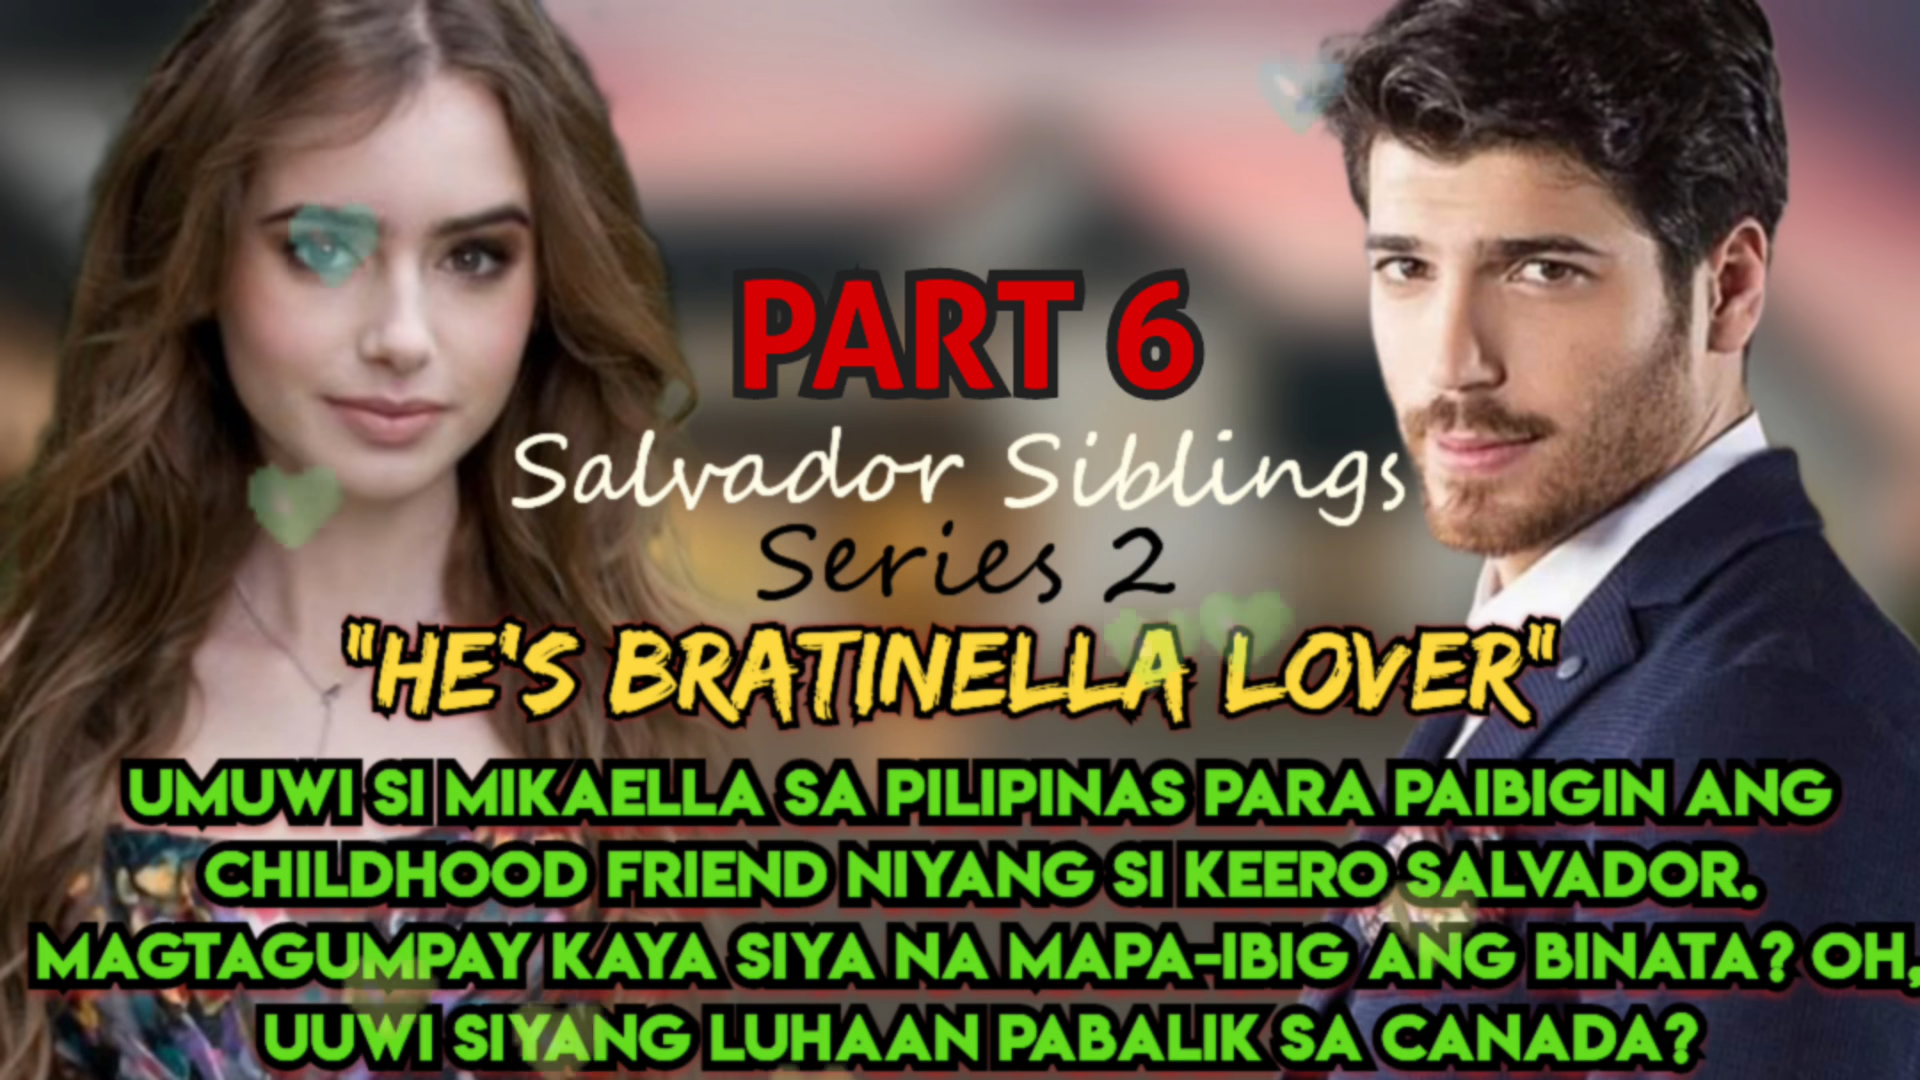 PART 6
Salvador Siblings
Series 2
"HE'S BRATINELLA LOVER"
UMUWI SI MIKAELLA SA PILIPINAS PARA PAIBIGIN ANG
CHILDHOOD FRIEND NIYANG SI KEERO SALVADOR.
MAGTAGUMPAY KAYA SIYA NA MAPA-IBIG ANG BINATA? OH,
UUWI SIYANG LUHAAN PABALIK SA CANADA?